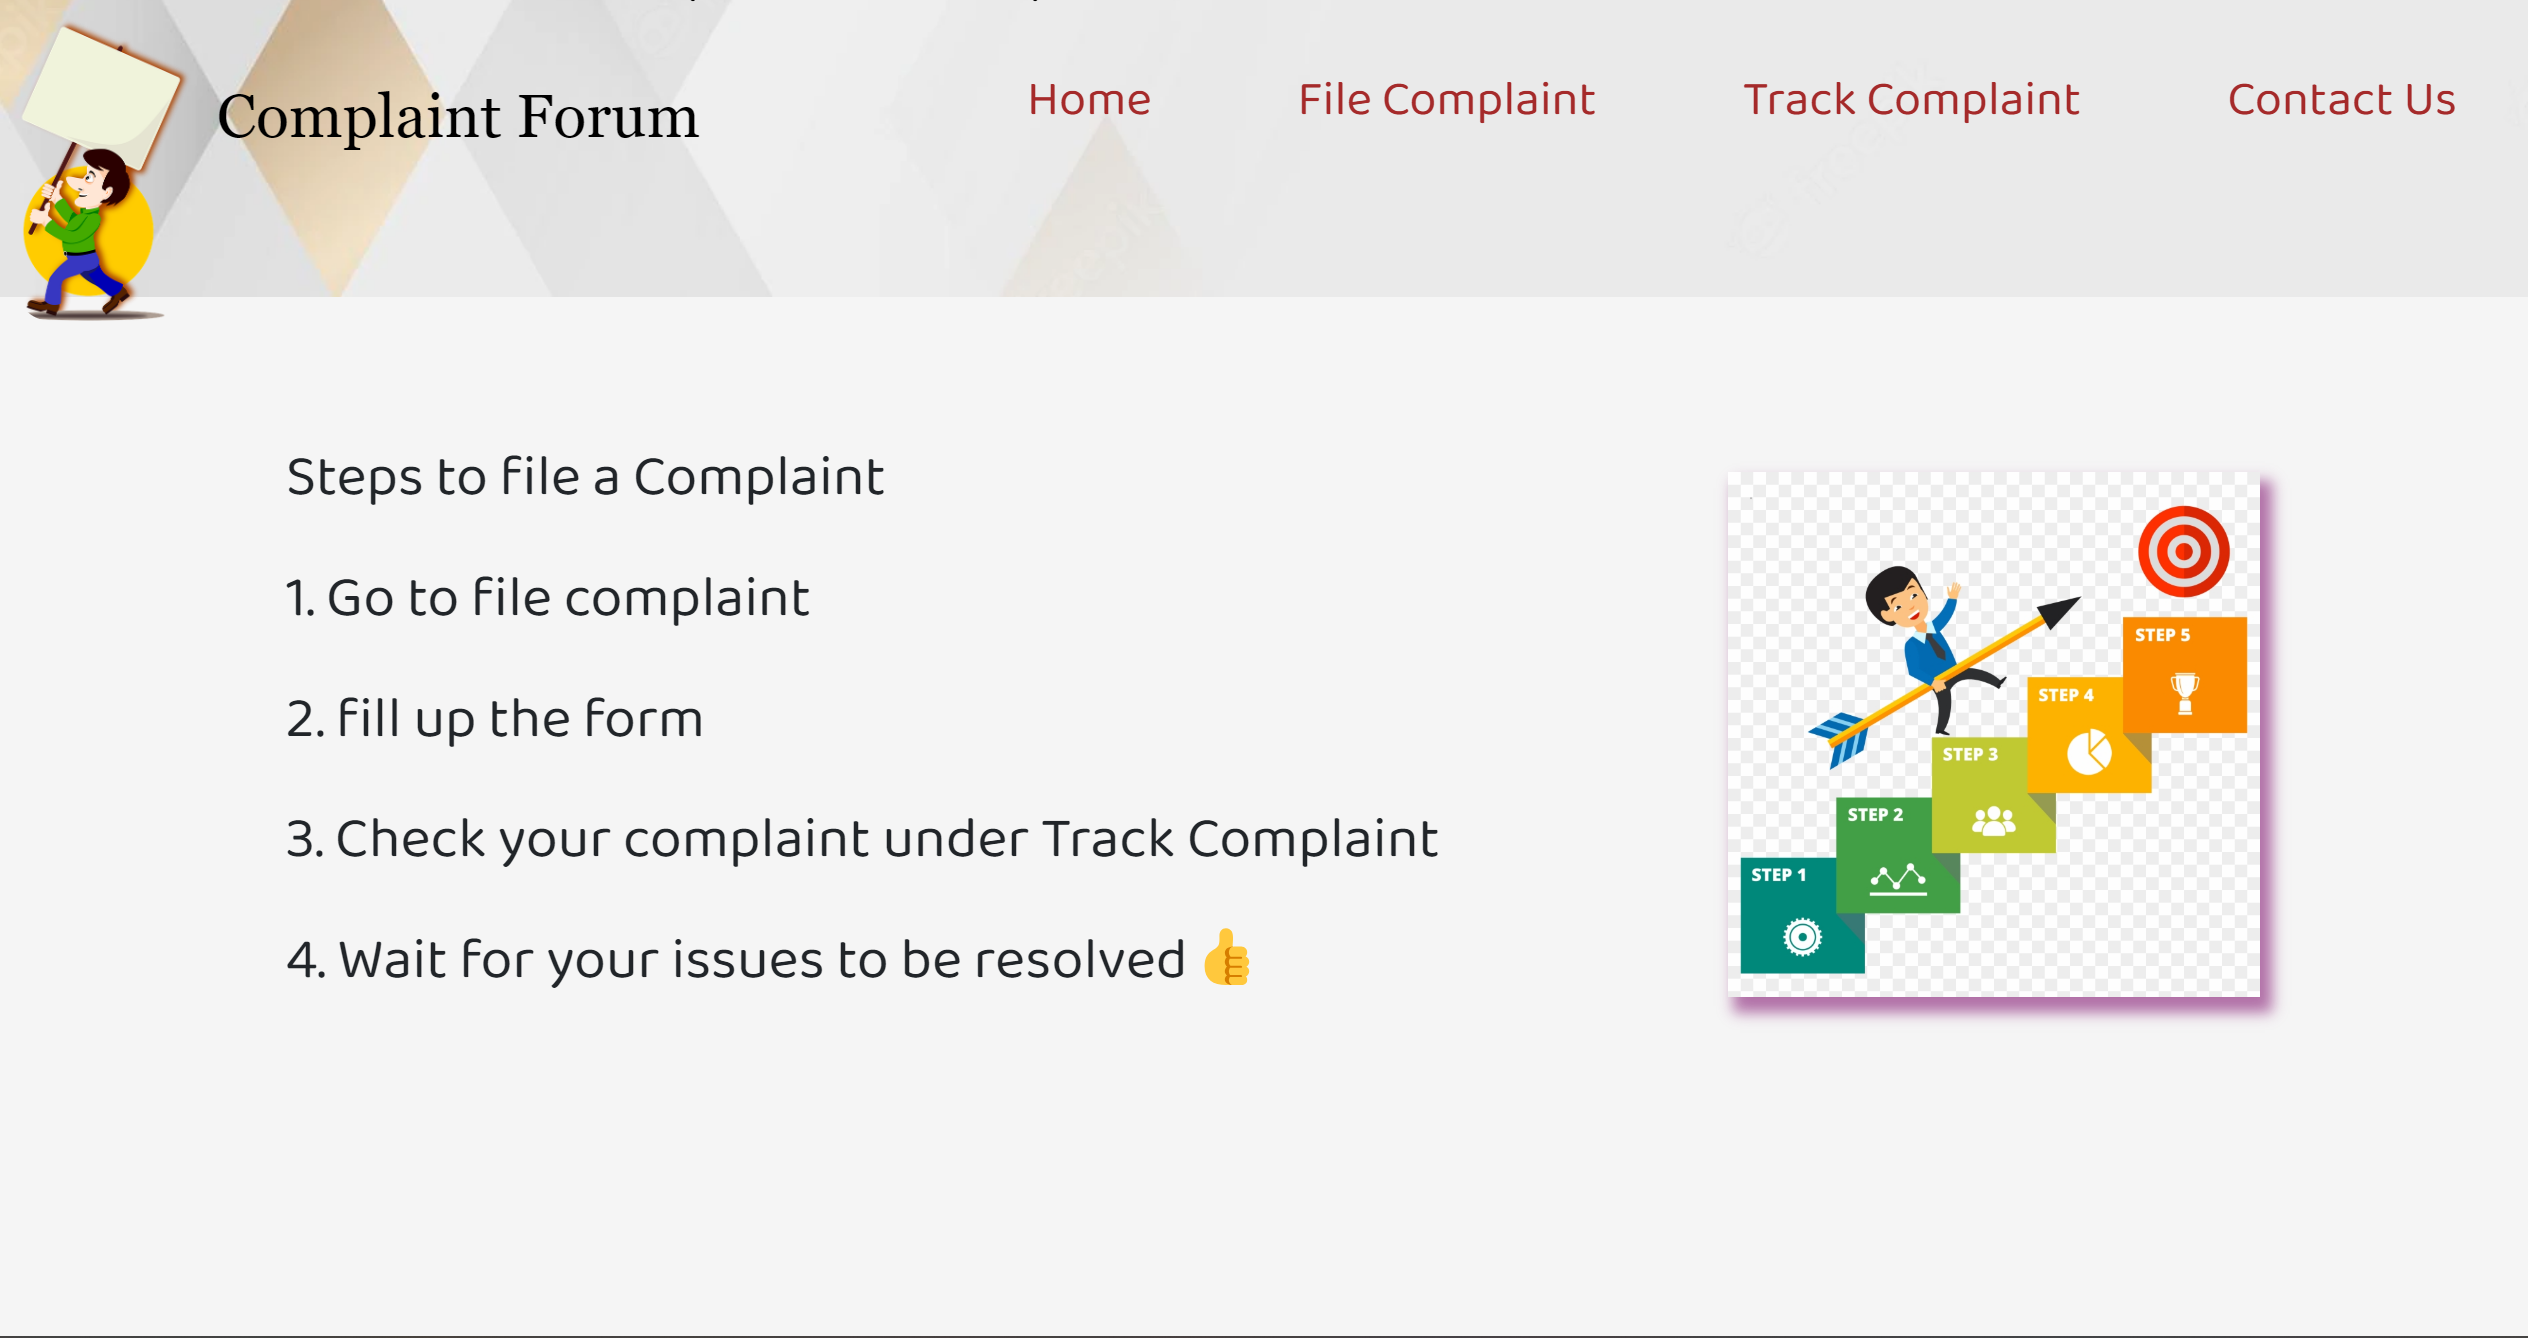 Complaint Forum
Home
File Complaint
Track Complaint
Contact Us
Steps to file a Complaint
1. Go to file complaint
2. fill up the form
3. Check your complaint under Track Complaint
4. Wait for your issues to be resolved 👍
STEP 5
STEP 4
STEP 3
STEP 2
STEP 1